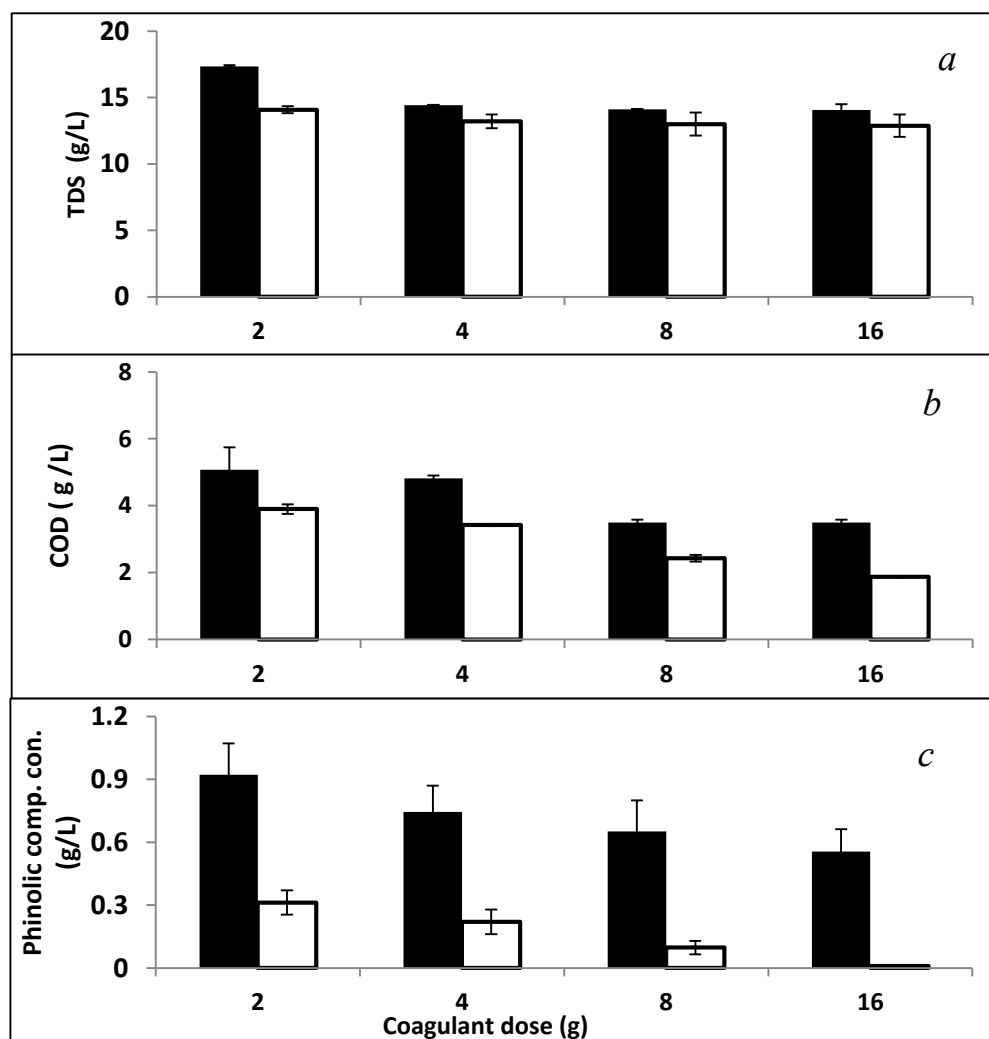 20
15
10
5
0
TDS (g/L)
a
2 4 8 16
8
6
4
2
0
COD ( g /L)
b
2 4 8 16
1.2
0.9
0.6
0.3
0
Phinolic comp. con.
(g/L)
c
2 4 8 16
Coagulant dose (g)